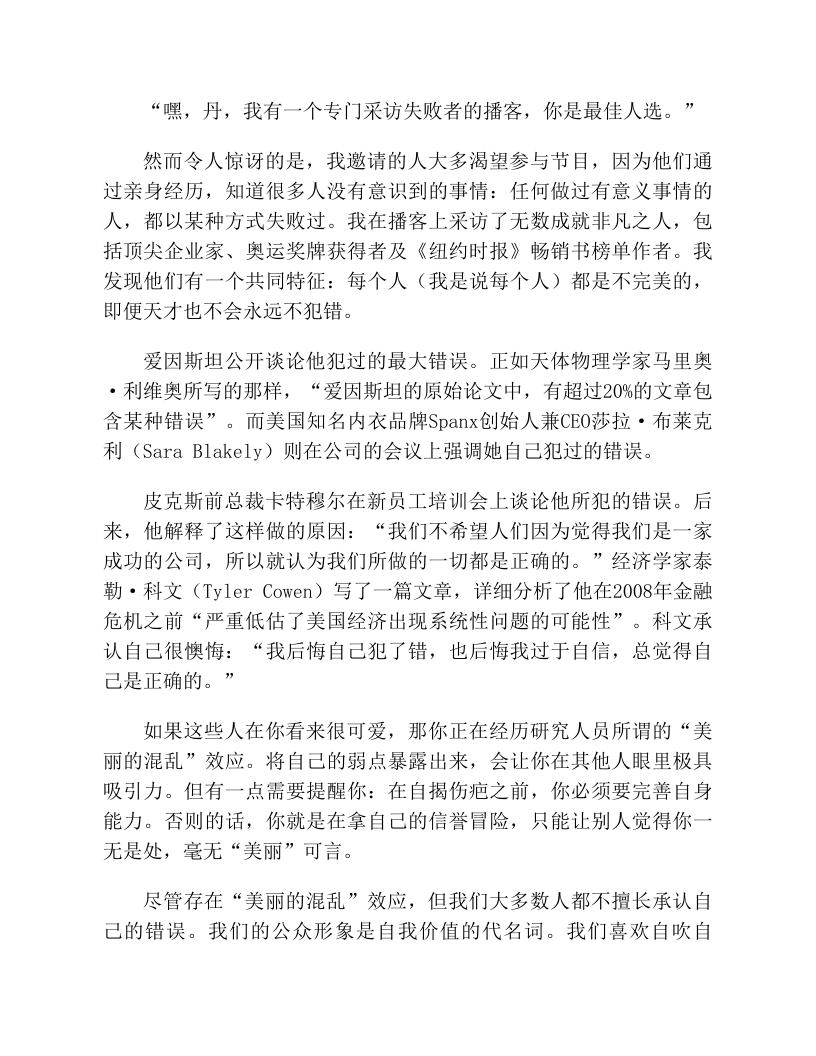 “嘿，丹，我有一个专门采访失败者的播客，你是最佳人选。”
然而令人惊讶的是，我邀请的人大多渴望参与节目，因为他们通
过亲身经历，知道很多人没有意识到的事情：任何做过有意义事情的
人，都以某种方式失败过。我在播客上采访了无数成就非凡之人，包
括顶尖企业家、奥运奖牌获得者及《纽约时报》畅销书榜单作者。我
发现他们有一个共同特征：每个人（我是说每个人）都是不完美的，
即便天才也不会永远不犯错。
爱因斯坦公开谈论他犯过的最大错误。正如天体物理学家马里奥
·利维奥所写的那样，“爱因斯坦的原始论文中，有超过20%的文章包
含某种错误”。而美国知名内衣品牌Spanx创始人兼CEO莎拉·布莱克
利（Sara Blakely）则在公司的会议上强调她自己犯过的错误。
皮克斯前总裁卡特穆尔在新员工培训会上谈论他所犯的错误。后
来，他解释了这样做的原因：“我们不希望人们因为觉得我们是一家
成功的公司，所以就认为我们所做的一切都是正确的。”经济学家泰
勒·科文（Tyler Cowen）写了一篇文章，详细分析了他在2008年金融
危机之前“严重低估了美国经济出现系统性问题的可能性”。科文承
认自己很懊悔：“我后悔自己犯了错，也后悔我过于自信，总觉得自
己是正确的。”
如果这些人在你看来很可爱，那你正在经历研究人员所谓的“美
丽的混乱”效应。将自己的弱点暴露出来，会让你在其他人眼里极具
吸引力。但有一点需要提醒你：在自揭伤疤之前，你必须要完善自身
能力。否则的话，你就是在拿自己的信誉冒险，只能让别人觉得你一
无是处，毫无“美丽”可言。
尽管存在“美丽的混乱”效应，但我们大多数人都不擅长承认自
己的错误。我们的公众形象是自我价值的代名词。我们喜欢自吹自